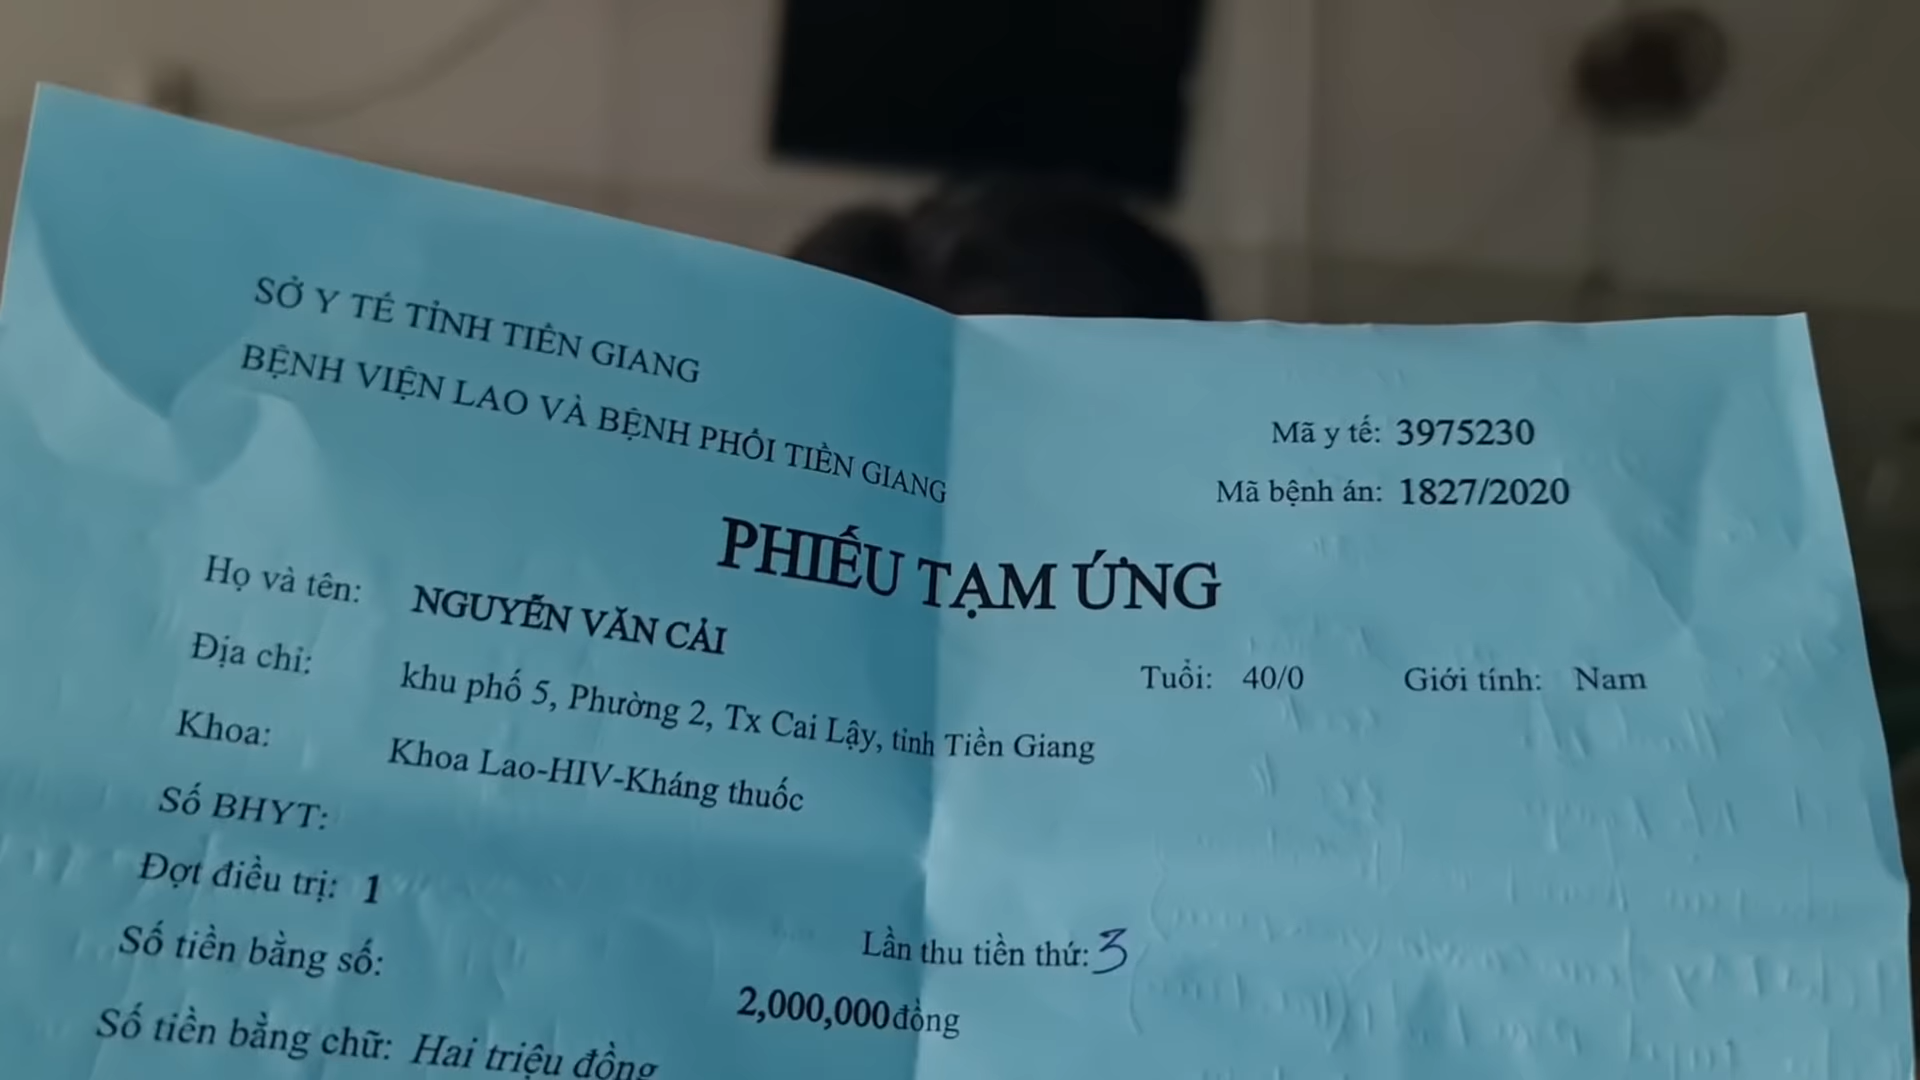 SỞ Y TẾ TỈNH TIỀN GIANG
BỆNH VIỆN LAO VÀ BỆNH PHỔI TIỀN GIANG
Mã y tế: 3975230
Mã bệnh án: 1827/2020
PHIẾU TẠM ỨNG
Họ và tên: NGUYỄN VĂN CẢI
Tuổi: 40/0 Giới tính: Nam
Địa chỉ: khu phố 5, Phường 2, Tx Cai Lậy, tỉnh Tiền Giang
Khoa: Khoa Lao-HIV-Kháng thuốc
Số BHYT:
Đợt điều trị: 1
Lần thu tiền thứ: 3
Số tiền bằng số: 2,000,000 đồng
Số tiền bằng chữ: Hai triệu đồng